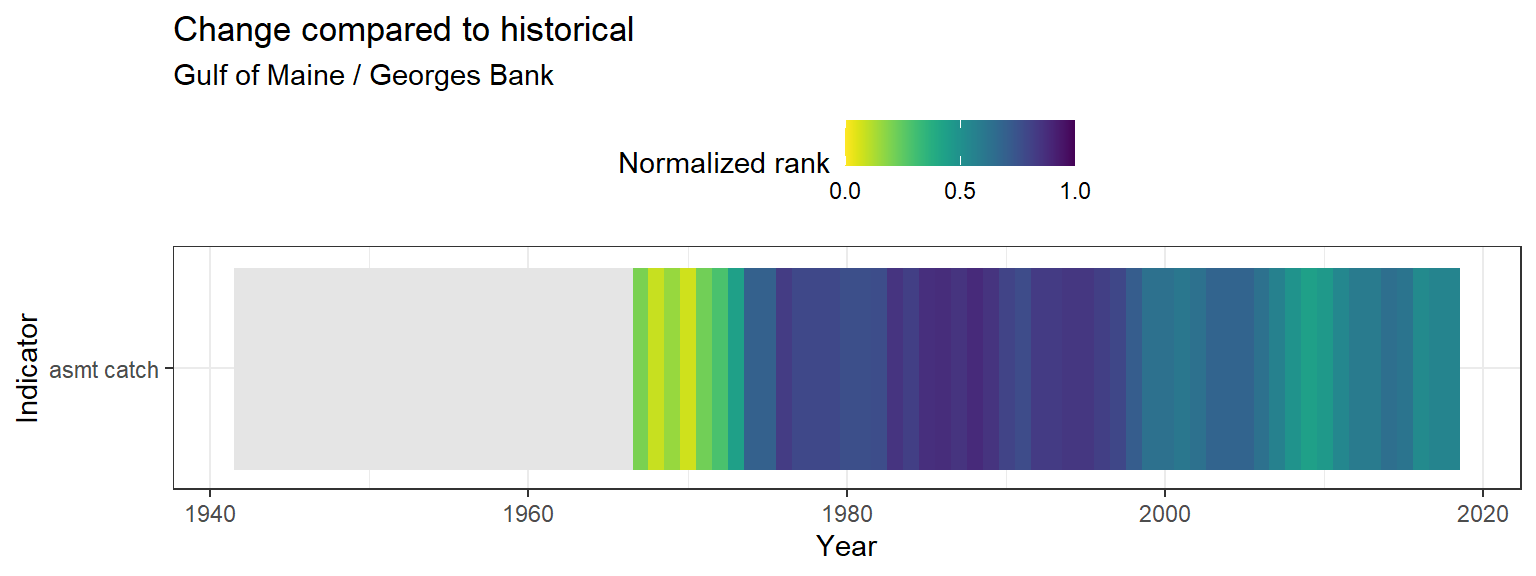 Change compared to historical
Gulf of Maine / Georges Bank
Normalized rank
0.0 0.5 1.0
Indicator
asmt catch
1940 1960 1980 2000 2020
Year